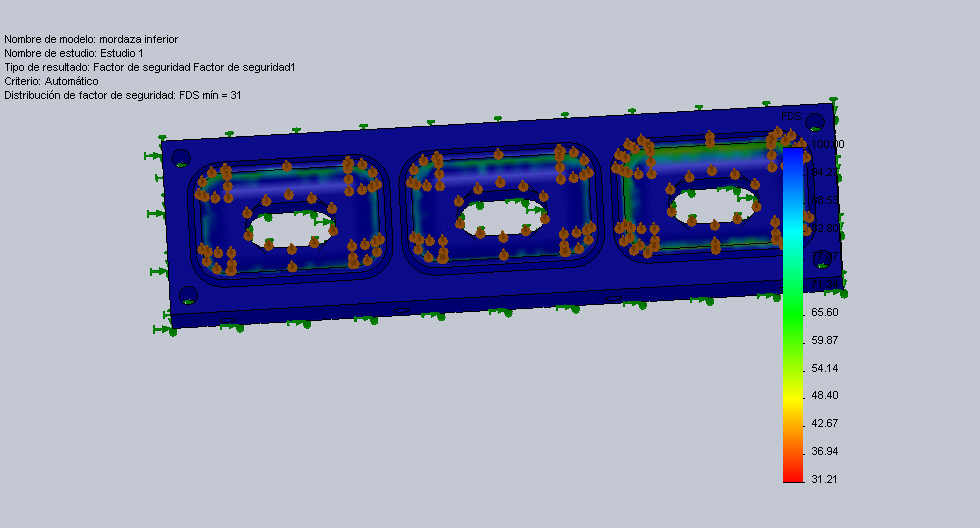 Nombre de modelo: mordaza inferior
Nombre de estudio: Estudio 1
Tipo de resultado: Factor de seguridad Factor de seguridad1
Criterio: Automático
Distribución de factor de seguridad: FDS mín = 31
FDS
100.00
94.27
65.60
59.87
54.14
48.40
42.67
36.94
31.21